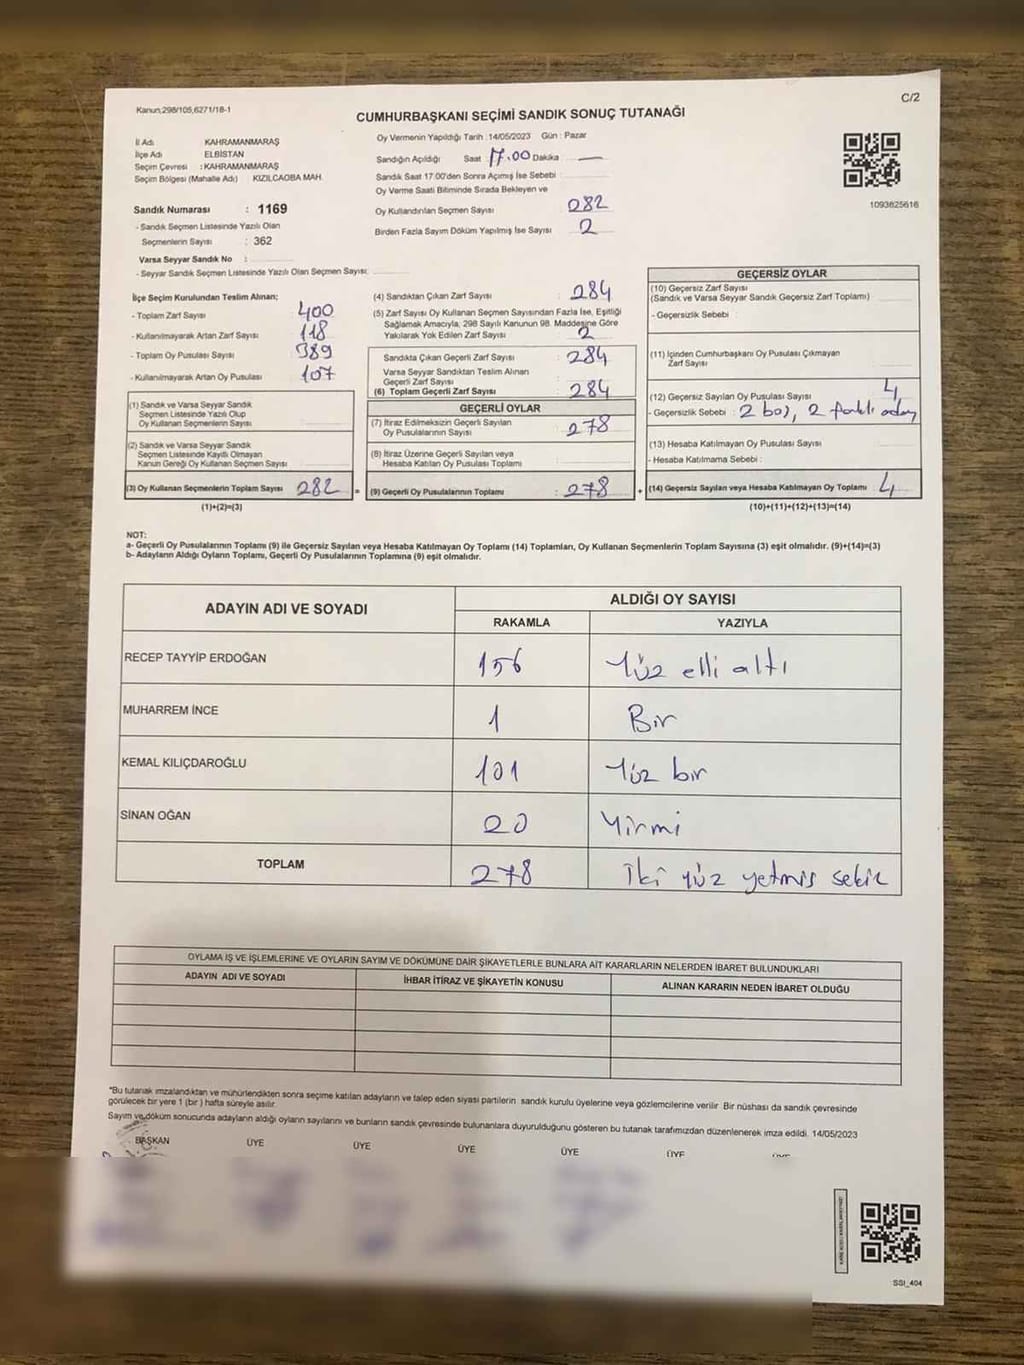 Kanun;298/105,6271/18-1
C/2
CUMHURBAŞKANI SEÇİMİ SANDIK SONUÇ TUTANAĞI
İl Adı KAHRAMANMARAŞ
İlçe Adı ELBİSTAN
Seçim Çevresi : KAHRAMANMARAŞ
Seçim Bölgesi (Mahalle Adı) KIZILCAOBA MAH.
Sandık Numarası : 1169
- Sandık Seçmen Listesinde Yazılı Olan
Seçmenlerin Sayısı : 362
Varsa Seyyar Sandık No :
- Seyyar Sandık Seçmen Listesinde Yazılı Olan Seçmen Sayısı:
Oy Vermenin Yapıldığı Tarih :14/05/2023 Gün : Pazar
Sandığın Açıldığı Saat : 17.00 Dakika —
Sandık Saat 17:00'den Sonra Açımış İse Sebebi :
Oy Verme Saati Bitiminde Sırada Bekleyen ve
Oy Kullandırılan Seçmen Sayısı 282
Birden Fazla Sayım Döküm Yapılmış İse Sayısı 2
1093625616
İlçe Seçim Kurulundan Teslim Alınan;
- Toplam Zarf Sayısı : 400
- Kullanılmayarak Artan Zarf Sayısı : 118
- Toplam Oy Pusulası Sayısı : 389
- Kullanılmayarak Artan Oy Pusulası : 107
(1) Sandık ve Varsa Seyyar Sandık
Seçmen Listesinde Yazılı Olup
Oy Kullanan Seçmenlerin Sayısı :
(2) Sandık ve Varsa Seyyar Sandık
Seçmen Listesinde Kayıtlı Olmayan
Kanun Gereği Oy Kullanan Seçmen Sayısı :
(3) Oy Kullanan Seçmenlerin Toplam Sayısı 282 =
(1)+(2)=(3)
(4) Sandıktan Çıkan Zarf Sayısı : 284
(5) Zarf Sayısı Oy Kullanan Seçmen Sayısından Fazla İse, Eşitliği
Sağlamak Amacıyla, 298 Sayılı Kanunun 98. Maddesine Göre
Yakılarak Yok Edilen Zarf Sayısı : 2
Sandıkta Çıkan Geçerli Zarf Sayısı : 284
Varsa Seyyar Sandıktan Teslim Alınan
Geçerli Zarf Sayısı :
(6) Toplam Geçerli Zarf Sayısı : 284
GEÇERLİ OYLAR
(7) İtiraz Edilmeksizin Geçerli Sayılan
Oy Pusulalarının Sayısı : 278
(8) İtiraz Üzerine Geçerli Sayılan veya
Hesaba Katılan Oy Pusulası Toplamı :
(9) Geçerli Oy Pusulalarının Toplamı : 278 +
GEÇERSİZ OYLAR
(10) Geçersiz Zarf Sayısı
(Sandık ve Varsa Seyyar Sandık Geçersiz Zarf Toplamı) :
- Geçersizlik Sebebi :
(11) İçinden Cumhurbaşkanı Oy Pusulası Çıkmayan
Zarf Sayısı :
(12) Geçersiz Sayılan Oy Pusulası Sayısı : 4
- Geçersizlik Sebebi : 2 boş, 2 farklı aday
(13) Hesaba Katılmayan Oy Pusulası Sayısı :
- Hesaba Katılmama Sebebi :
(14) Geçersiz Sayılan veya Hesaba Katılmayan Oy Toplamı 4
(10)+(11)+(12)+(13)=(14)
NOT:
a- Geçerli Oy Pusulalarının Toplamı (9) ile Geçersiz Sayılan veya Hesaba Katılmayan Oy Toplamı (14) Toplamları, Oy Kullanan Seçmenlerin Toplam Sayısına (3) eşit olmalıdır. (9)+(14)=(3)
b- Adayların Aldığı Oyların Toplamı, Geçerli Oy Pusulalarının Toplamına (9) eşit olmalıdır.
ADAYIN ADI VE SOYADI
ALDIĞI OY SAYISI
RAKAMLA YAZIYLA
RECEP TAYYİP ERDOĞAN 156 Yüz elli altı
MUHARREM İNCE 1 Bir
KEMAL KILIÇDAROĞLU 101 Yüz bir
SİNAN OĞAN 20 Yirmi
TOPLAM 278 İki yüz yetmiş sekiz
OYLAMA İŞ VE İŞLEMLERİNE VE OYLARIN SAYIM VE DÖKÜMÜNE DAİR ŞİKAYETLERLE BUNLARA AİT KARARLARIN NELERDEN İBARET BULUNDUKLARI
ADAYIN ADI VE SOYADI İHBAR İTİRAZ VE ŞİKAYETİN KONUSU ALINAN KARARIN NEDEN İBARET OLDUĞU
*Bu tutanak imzalandıktan ve mühürlendikten sonra seçime katılan adayların ve talep eden siyasi partilerin sandık kurulu üyelerine veya gözlemcilerine verilir Bir nüshası da sandık çevresinde
görülecek bir yere 1 (bir ) hafta süreyle asılır.
Sayım ve döküm sonucunda adayların aldığı oyların sayılarını ve bunların sandık çevresinde bulunanlara duyurulduğunu gösteren bu tutanak tarafımızdan düzenlenerek imza edildi. 14/05/2023
BAŞKAN ÜYE ÜYE ÜYE ÜYE ÜYE ÜYE
SSI_404